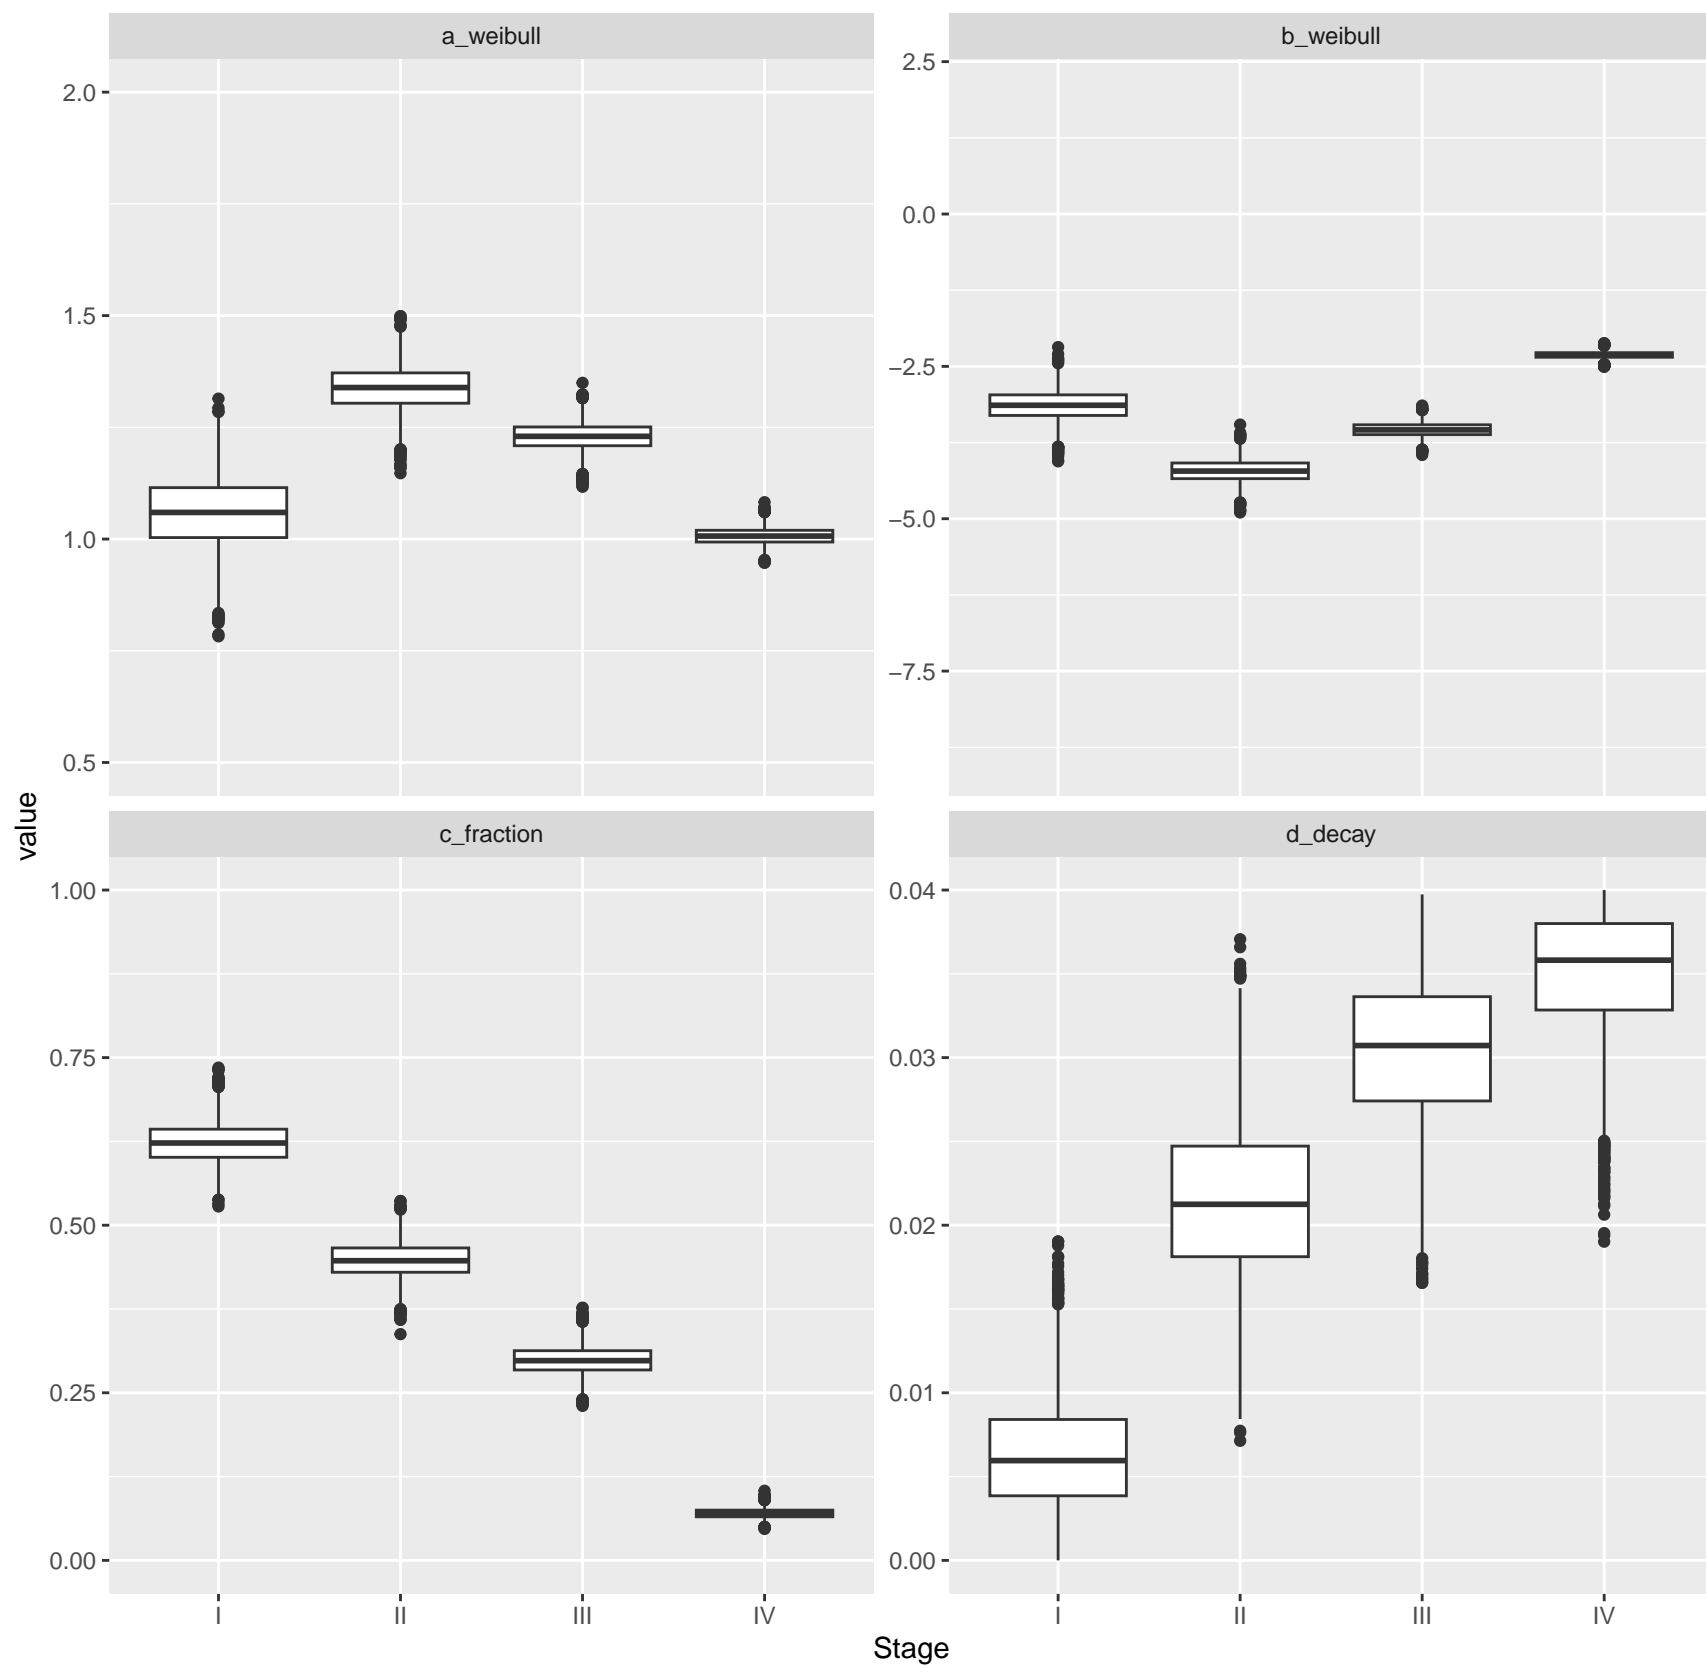 a_weibull
b_weibull
2.0
1.5
1.0
0.5
2.5
0.0
−2.5
−5.0
−7.5
value
c_fraction
d_decay
1.00
0.75
0.50
0.25
0.00
0.04
0.03
0.02
0.01
0.00
I II III IV
I II III IV
Stage